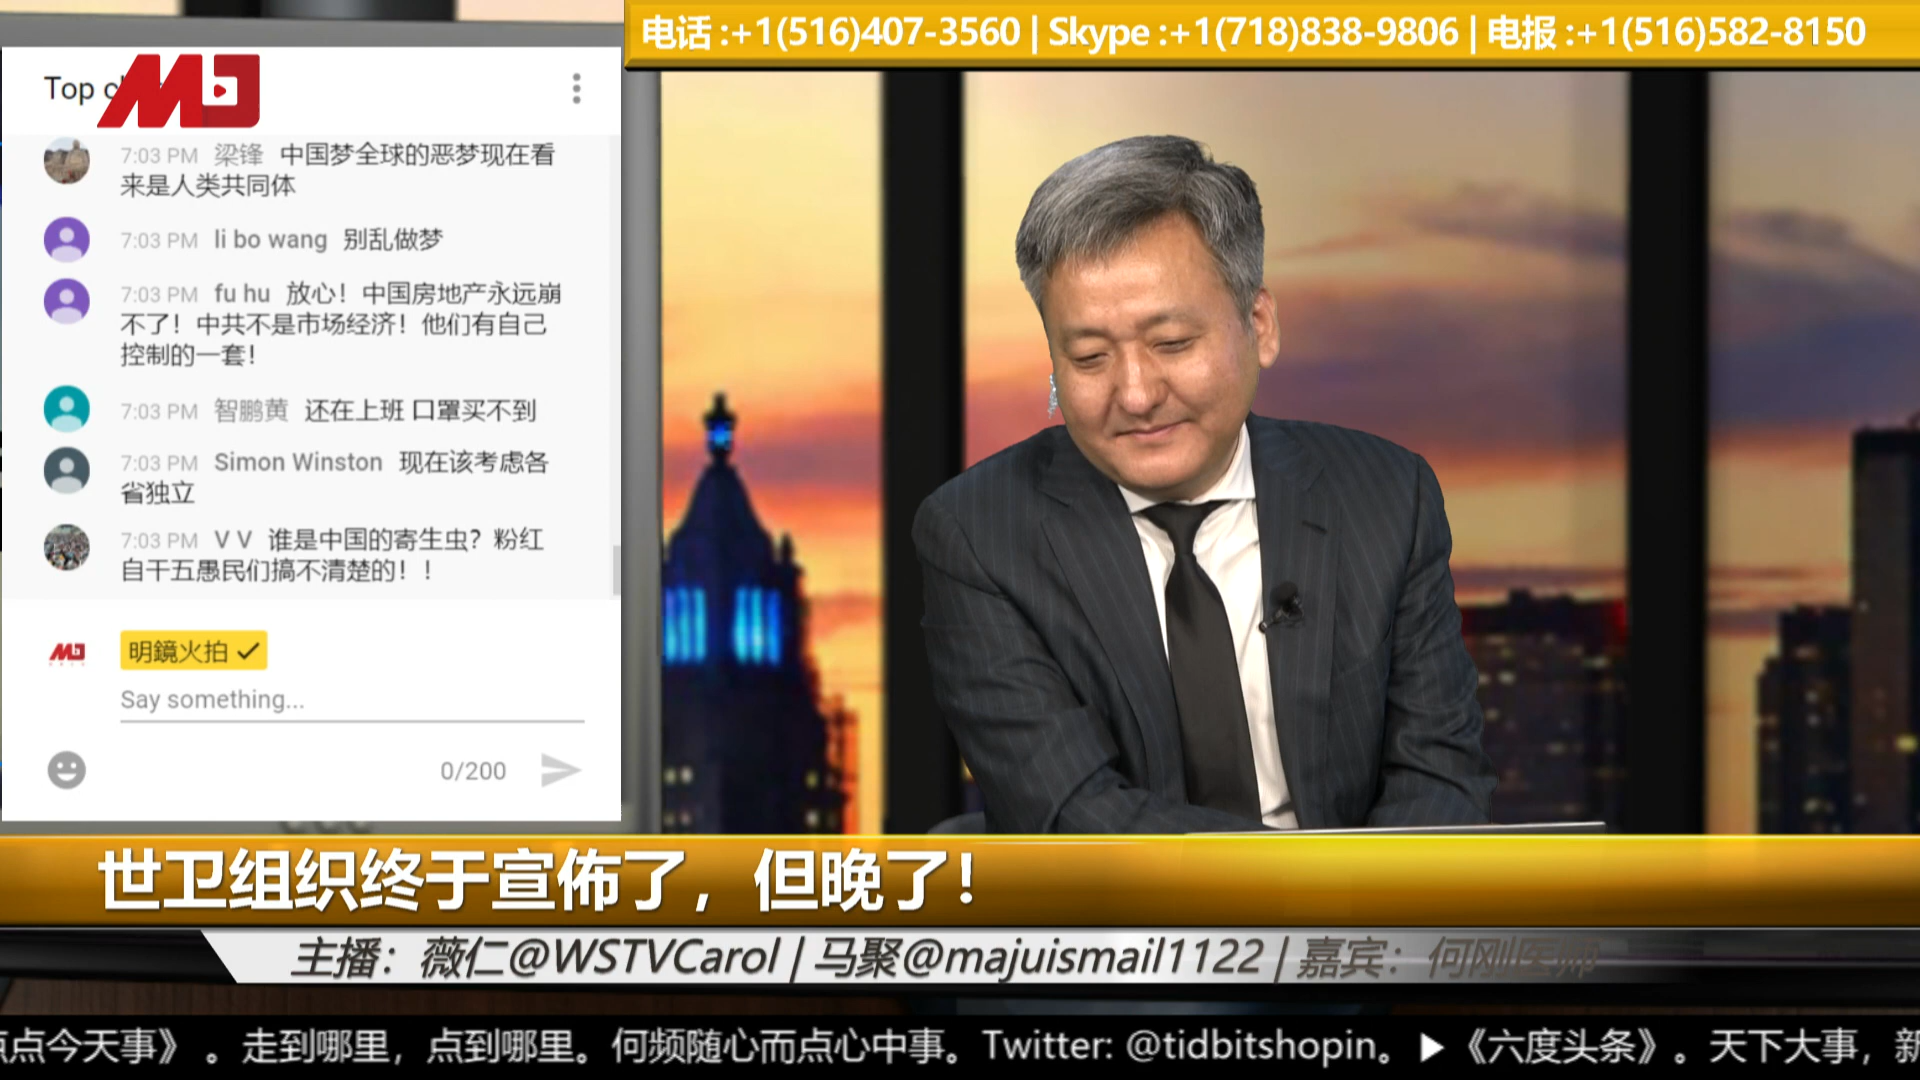 电话 :+1(516)407-3560 | Skype :+1(718)838-9806 | 电报 :+1(516)582-8150
Top
MJ
7:03 PM 梁锋 中国梦全球的恶梦现在看
来是人类共同体
7:03 PM li bo wang 别乱做梦
7:03 PM fu hu 放心！中国房地产永远崩
不了！中共不是市场经济！他们有自己
控制的一套！
7:03 PM 智鹏黄 还在上班 口罩买不到
7:03 PM Simon Winston 现在该考虑各
省独立
7:03 PM V V 谁是中国的寄生虫？粉红
自干五愚民们搞不清楚的！！
MJ 明鏡火拍
Say something...
0/200
世卫组织终于宣佈了，但晚了！
主播：薇仁@WSTVCarol | 马聚@majuismail1122 | 嘉宾：何刚医师
点今天事》 。走到哪里，点到哪里。何频随心而点心中事。Twitter: @tidbitshopin。▶《六度头条》。天下大事，